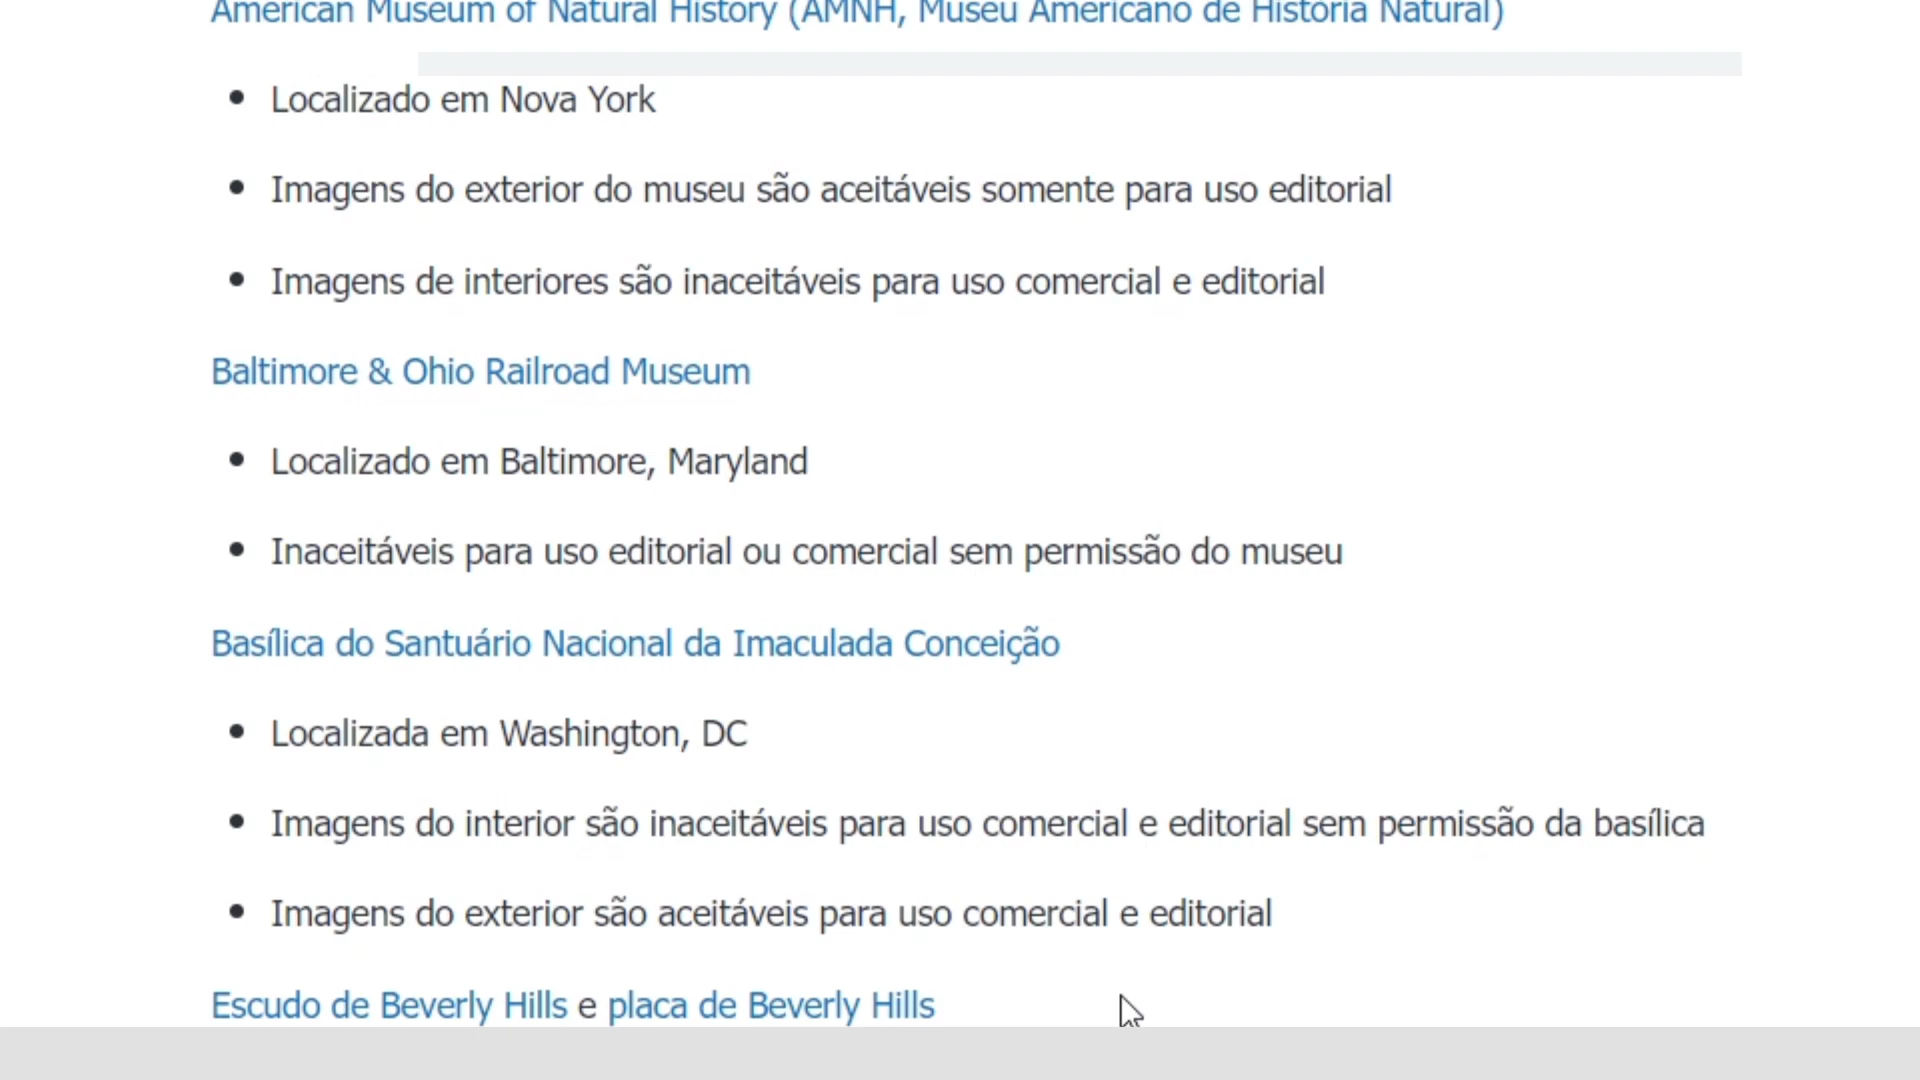 American Museum of Natural History (AMNH, Museu Americano de História Natural)
Localizado em Nova York
Imagens do exterior do museu são aceitáveis somente para uso editorial
Imagens de interiores são inaceitáveis para uso comercial e editorial
Baltimore & Ohio Railroad Museum
Localizado em Baltimore, Maryland
Inaceitáveis para uso editorial ou comercial sem permissão do museu
Basílica do Santuário Nacional da Imaculada Conceição
Localizada em Washington, DC
Imagens do interior são inaceitáveis para uso comercial e editorial sem permissão da basílica
Imagens do exterior são aceitáveis para uso comercial e editorial
Escudo de Beverly Hills e placa de Beverly Hills